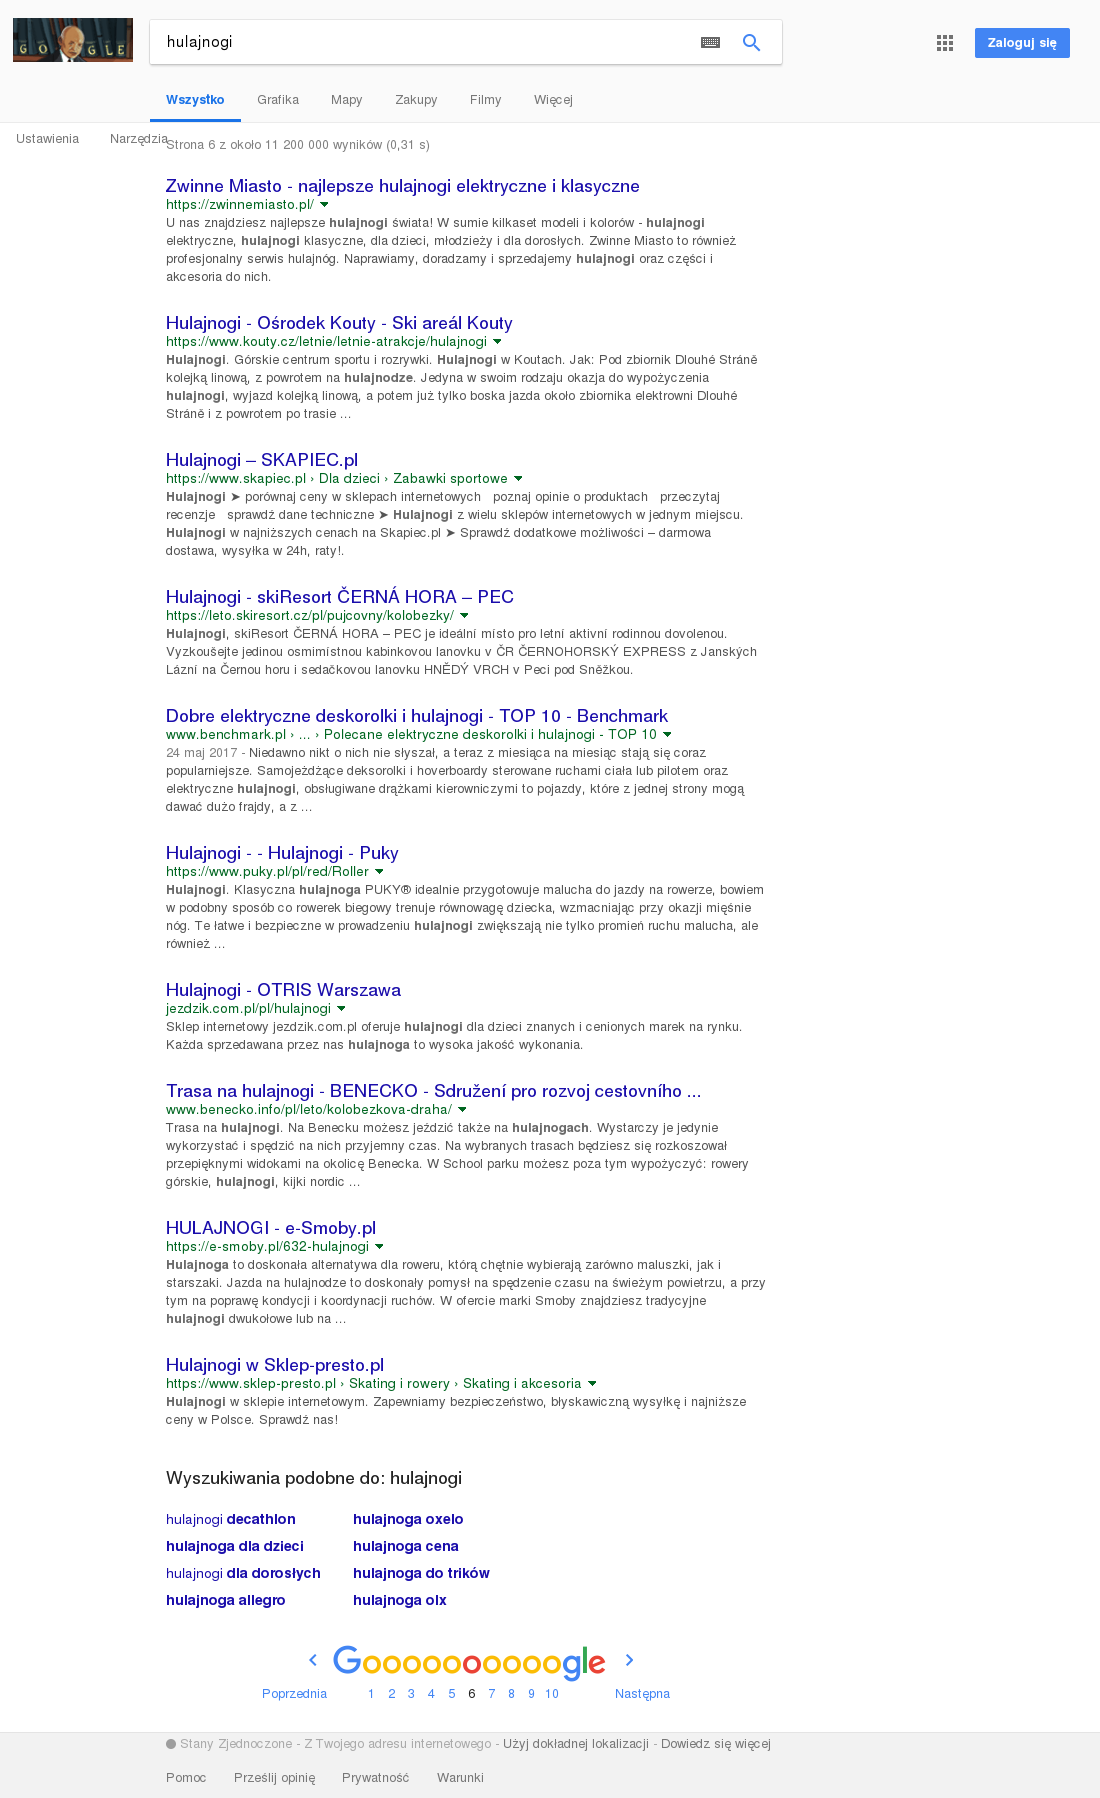 GOOGLE
hulajnogi
Zaloguj się
Wszystko Grafika Mapy Zakupy Filmy Więcej
Ustawienia Narzędzia
Strona 6 z około 11 200 000 wyników (0,31 s)
Zwinne Miasto - najlepsze hulajnogi elektryczne i klasyczne
https://zwinnemiasto.pl/
U nas znajdziesz najlepsze hulajnogi świata! W sumie kilkaset modeli i kolorów - hulajnogi
elektryczne, hulajnogi klasyczne, dla dzieci, młodzieży i dla dorosłych. Zwinne Miasto to również
profesjonalny serwis hulajnóg. Naprawiamy, doradzamy i sprzedajemy hulajnogi oraz części i
akcesoria do nich.
Hulajnogi - Ośrodek Kouty - Ski areál Kouty
https://www.kouty.cz/letnie/letnie-atrakcje/hulajnogi
Hulajnogi. Górskie centrum sportu i rozrywki. Hulajnogi w Koutach. Jak: Pod zbiornik Dlouhé Stráně
kolejką linową, z powrotem na hulajnodze. Jedyna w swoim rodzaju okazja do wypożyczenia
hulajnogi, wyjazd kolejką linową, a potem już tylko boska jazda około zbiornika elektrowni Dlouhé
Stráně i z powrotem po trasie ...
Hulajnogi – SKAPIEC.pl
https://www.skapiec.pl › Dla dzieci › Zabawki sportowe
Hulajnogi ➤ porównaj ceny w sklepach internetowych poznaj opinie o produktach przeczytaj
recenzje sprawdź dane techniczne ➤ Hulajnogi z wielu sklepów internetowych w jednym miejscu.
Hulajnogi w najniższych cenach na Skapiec.pl ➤ Sprawdź dodatkowe możliwości – darmowa
dostawa, wysyłka w 24h, raty!.
Hulajnogi - skiResort ČERNÁ HORA – PEC
https://leto.skiresort.cz/pl/pujcovny/kolobezky/
Hulajnogi, skiResort ČERNÁ HORA – PEC je ideální místo pro letní aktivní rodinnou dovolenou.
Vyzkoušejte jedinou osmimístnou kabinkovou lanovku v ČR ČERNOHORSKÝ EXPRESS z Janských
Lázní na Černou horu i sedačkovou lanovku HNĚDÝ VRCH v Peci pod Sněžkou.
Dobre elektryczne deskorolki i hulajnogi - TOP 10 - Benchmark
www.benchmark.pl › ... › Polecane elektryczne deskorolki i hulajnogi - TOP 10
24 maj 2017 - Niedawno nikt o nich nie słyszał, a teraz z miesiąca na miesiąc stają się coraz
popularniejsze. Samojeżdżące deksorolki i hoverboardy sterowane ruchami ciała lub pilotem oraz
elektryczne hulajnogi, obsługiwane drążkami kierowniczymi to pojazdy, które z jednej strony mogą
dawać dużo frajdy, a z ...
Hulajnogi - - Hulajnogi - Puky
https://www.puky.pl/pl/red/Roller
Hulajnogi. Klasyczna hulajnoga PUKY® idealnie przygotowuje malucha do jazdy na rowerze, bowiem
w podobny sposób co rowerek biegowy trenuje równowagę dziecka, wzmacniając przy okazji mięśnie
nóg. Te łatwe i bezpieczne w prowadzeniu hulajnogi zwiększają nie tylko promień ruchu malucha, ale
również ...
Hulajnogi - OTRIS Warszawa
jezdzik.com.pl/pl/hulajnogi
Sklep internetowy jezdzik.com.pl oferuje hulajnogi dla dzieci znanych i cenionych marek na rynku.
Każda sprzedawana przez nas hulajnoga to wysoka jakość wykonania.
Trasa na hulajnogi - BENECKO - Sdružení pro rozvoj cestovního ...
www.benecko.info/pl/leto/kolobezkova-draha/
Trasa na hulajnogi. Na Benecku możesz jeździć także na hulajnogach. Wystarczy je jedynie
wykorzystać i spędzić na nich przyjemny czas. Na wybranych trasach będziesz się rozkoszował
przepięknymi widokami na okolicę Benecka. W School parku możesz poza tym wypożyczyć: rowery
górskie, hulajnogi, kijki nordic ...
HULAJNOGI - e-Smoby.pl
https://e-smoby.pl/632-hulajnogi
Hulajnoga to doskonała alternatywa dla roweru, którą chętnie wybierają zarówno maluszki, jak i
starszaki. Jazda na hulajnodze to doskonały pomysł na spędzenie czasu na świeżym powietrzu, a przy
tym na poprawę kondycji i koordynacji ruchów. W ofercie marki Smoby znajdziesz tradycyjne
hulajnogi dwukołowe lub na ...
Hulajnogi w Sklep-presto.pl
https://www.sklep-presto.pl › Skating i rowery › Skating i akcesoria
Hulajnogi w sklepie internetowym. Zapewniamy bezpieczeństwo, błyskawiczną wysyłkę i najniższe
ceny w Polsce. Sprawdź nas!
Wyszukiwania podobne do: hulajnogi
hulajnogi decathlon hulajnoga oxelo
hulajnoga dla dzieci hulajnoga cena
hulajnogi dla dorosłych hulajnoga do trików
hulajnoga allegro hulajnoga olx
Goooooooooogle
Poprzednia 1 2 3 4 5 6 7 8 9 10 Następna
Stany Zjednoczone - Z Twojego adresu internetowego - Użyj dokładnej lokalizacji - Dowiedz się więcej
Pomoc Prześlij opinię Prywatność Warunki